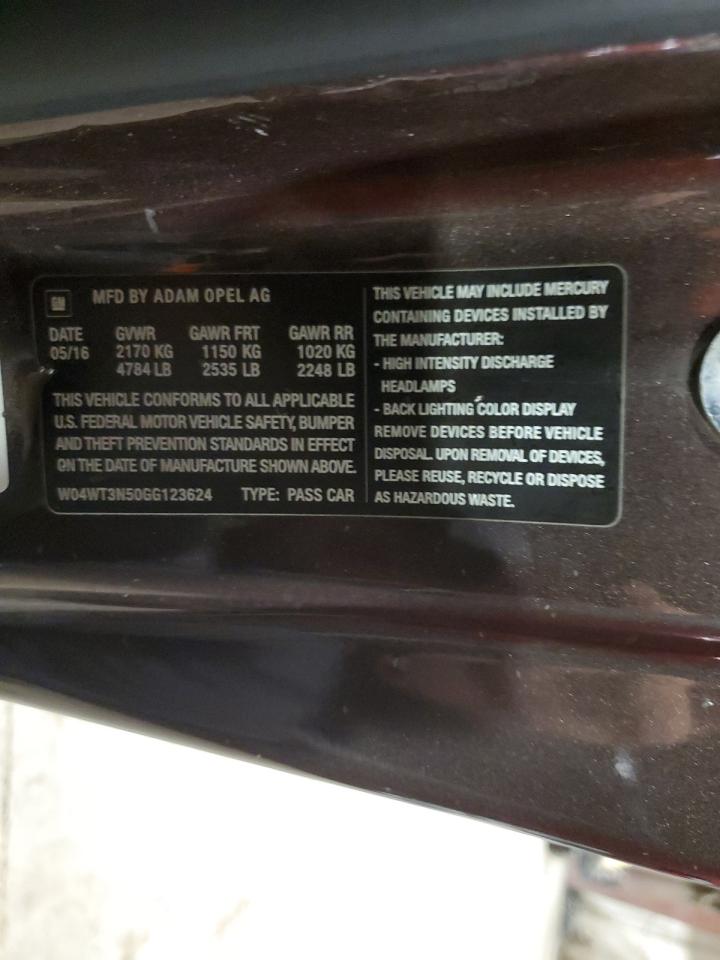 GM MFD BY ADAM OPEL AG
DATE GVWR GAWR FRT GAWR RR
05/16 2170 KG 1150 KG 1020 KG
4784 LB 2535 LB 2248 LB
THIS VEHICLE CONFORMS TO ALL APPLICABLE
U.S. FEDERAL MOTOR VEHICLE SAFETY, BUMPER
AND THEFT PREVENTION STANDARDS IN EFFECT
ON THE DATE OF MANUFACTURE SHOWN ABOVE.
W04WT3N50GG123624 TYPE: PASS CAR
THIS VEHICLE MAY INCLUDE MERCURY
CONTAINING DEVICES INSTALLED BY
THE MANUFACTURER:
- HIGH INTENSITY DISCHARGE
HEADLAMPS
- BACK LIGHTING COLOR DISPLAY
REMOVE DEVICES BEFORE VEHICLE
DISPOSAL. UPON REMOVAL OF DEVICES,
PLEASE REUSE, RECYCLE OR DISPOSE
AS HAZARDOUS WASTE.